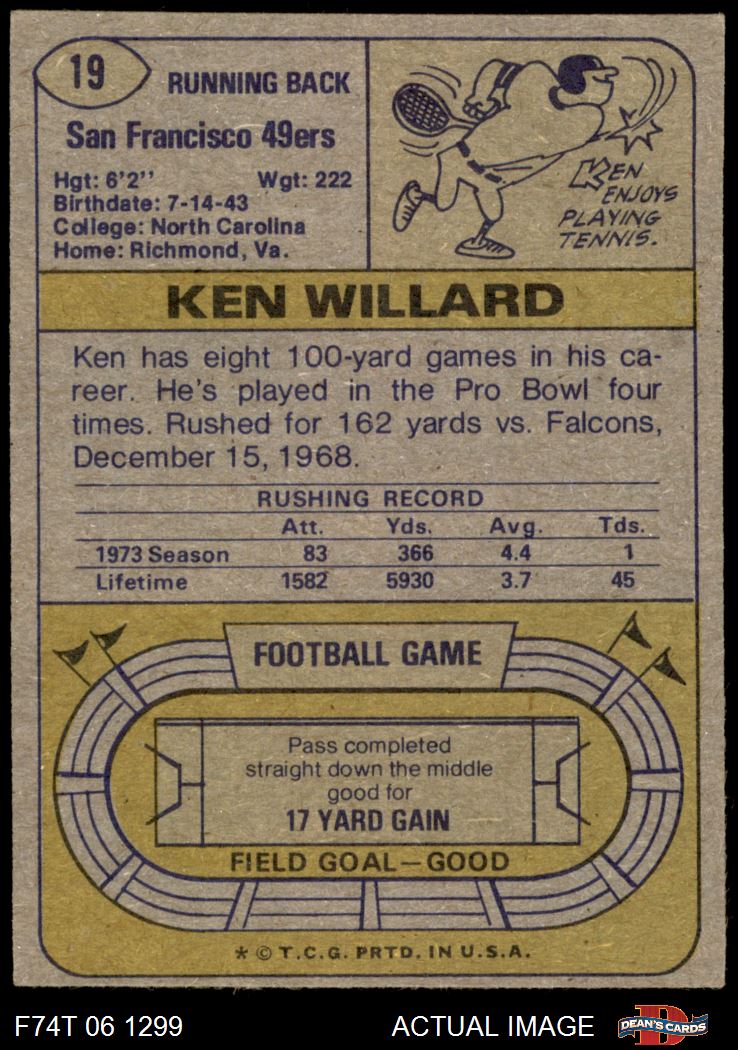 19
RUNNING BACK
San Francisco 49ers
Hgt: 6'2'' Wgt: 222
Birthdate: 7-14-43
College: North Carolina
Home: Richmond, Va.
KEN
ENJOYS
PLAYING
TENNIS.
KEN WILLARD
Ken has eight 100-yard games in his ca-
reer. He's played in the Pro Bowl four
times. Rushed for 162 yards vs. Falcons,
December 15, 1968.
RUSHING RECORD
Att. Yds. Avg. Tds.
1973 Season 83 366 4.4 1
Lifetime 1582 5930 3.7 45
FOOTBALL GAME
Pass completed
straight down the middle
good for
17 YARD GAIN
FIELD GOAL—GOOD
* © T.C.G. PRTD. IN U.S.A.
F74T 06 1299 ACTUAL IMAGE D DEAN'S CARDS